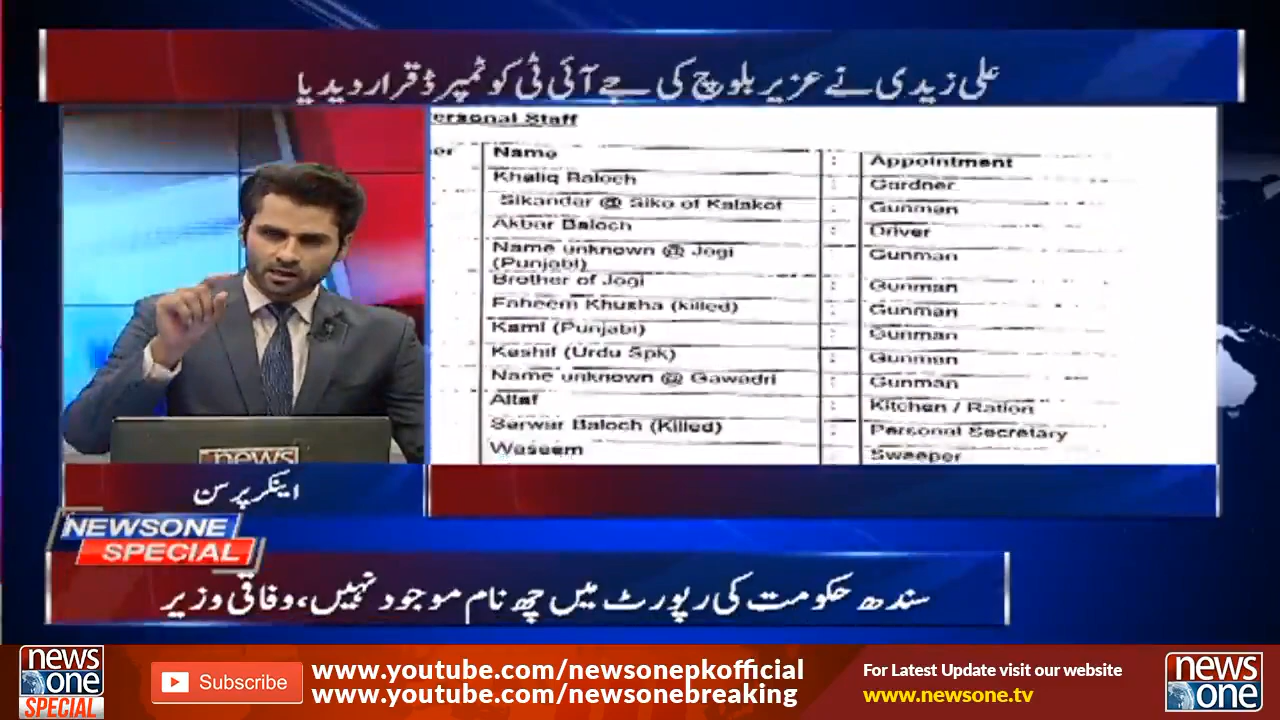 علی زیدی نے عزیر بلوچ کی جے آئی ٹی کو ٹمپرڈ قرار دیدیا
ersonal Staff
er Name : Appointment
Khaliq Baloch : Gardner
Sikandar @ Siko of Kalakot : Gunman
Akbar Baloch : Driver
Name unknown @ Jogi : Gunman
(Punjabi)
Brother of Jogi : Gunman
Faheem (killed) : Gunman
Kami (Punjabi) : Gunman
Kashif (Urdu Spk) : Gunman
Name unknown @ Gawadri : Gunman
Altaf : Kitchen / Ration
Sarwar Baloch (Killed) : Personal Secretary
Waseem : Sweeper
news
اینکر پرسن
NEWSONE
SPECIAL
سندھ حکومت کی رپورٹ میں چھ نام موجود نہیں، وفاقی وزیر
news
one
SPECIAL
Subscribe
www.youtube.com/newsonepkofficial
www.youtube.com/newsonebreaking
For Latest Update visit our website
www.newsone.tv
news
one